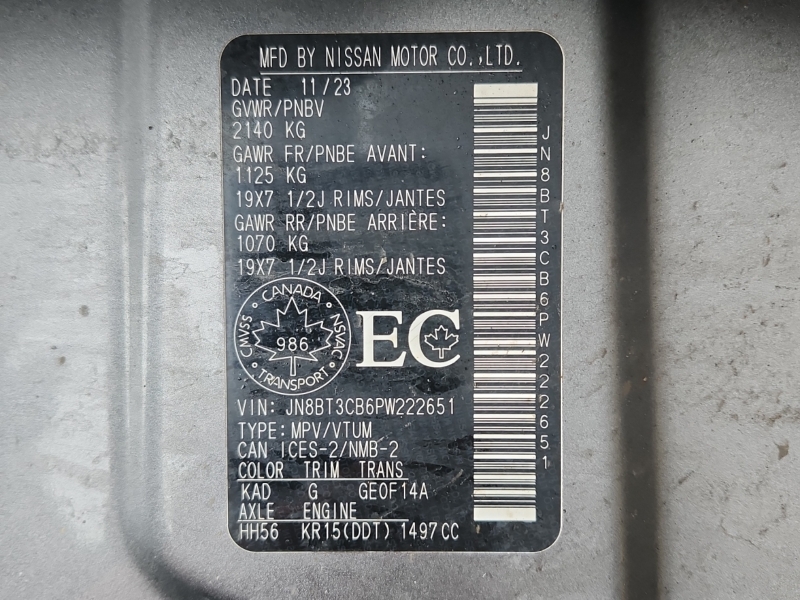 MFD BY NISSAN MOTOR CO.,LTD.
DATE 11/23
GVWR/PNBV
2140 KG
GAWR FR/PNBE AVANT:
1125 KG
19X7 1/2J RIMS/JANTES
GAWR RR/PNBE ARRIÈRE:
1070 KG
19X7 1/2J RIMS/JANTES
CANADA
CMVSS 986 NSVAC
TRANSPORT
EC
VIN: JN8BT3CB6PW222651
TYPE:MPV/VTUM
CAN ICES-2/NMB-2
COLOR TRIM TRANS
KAD G GE0F14A
AXLE ENGINE
HH56 KR15(DDT) 1497CC
JN8BT3CB6PW222651